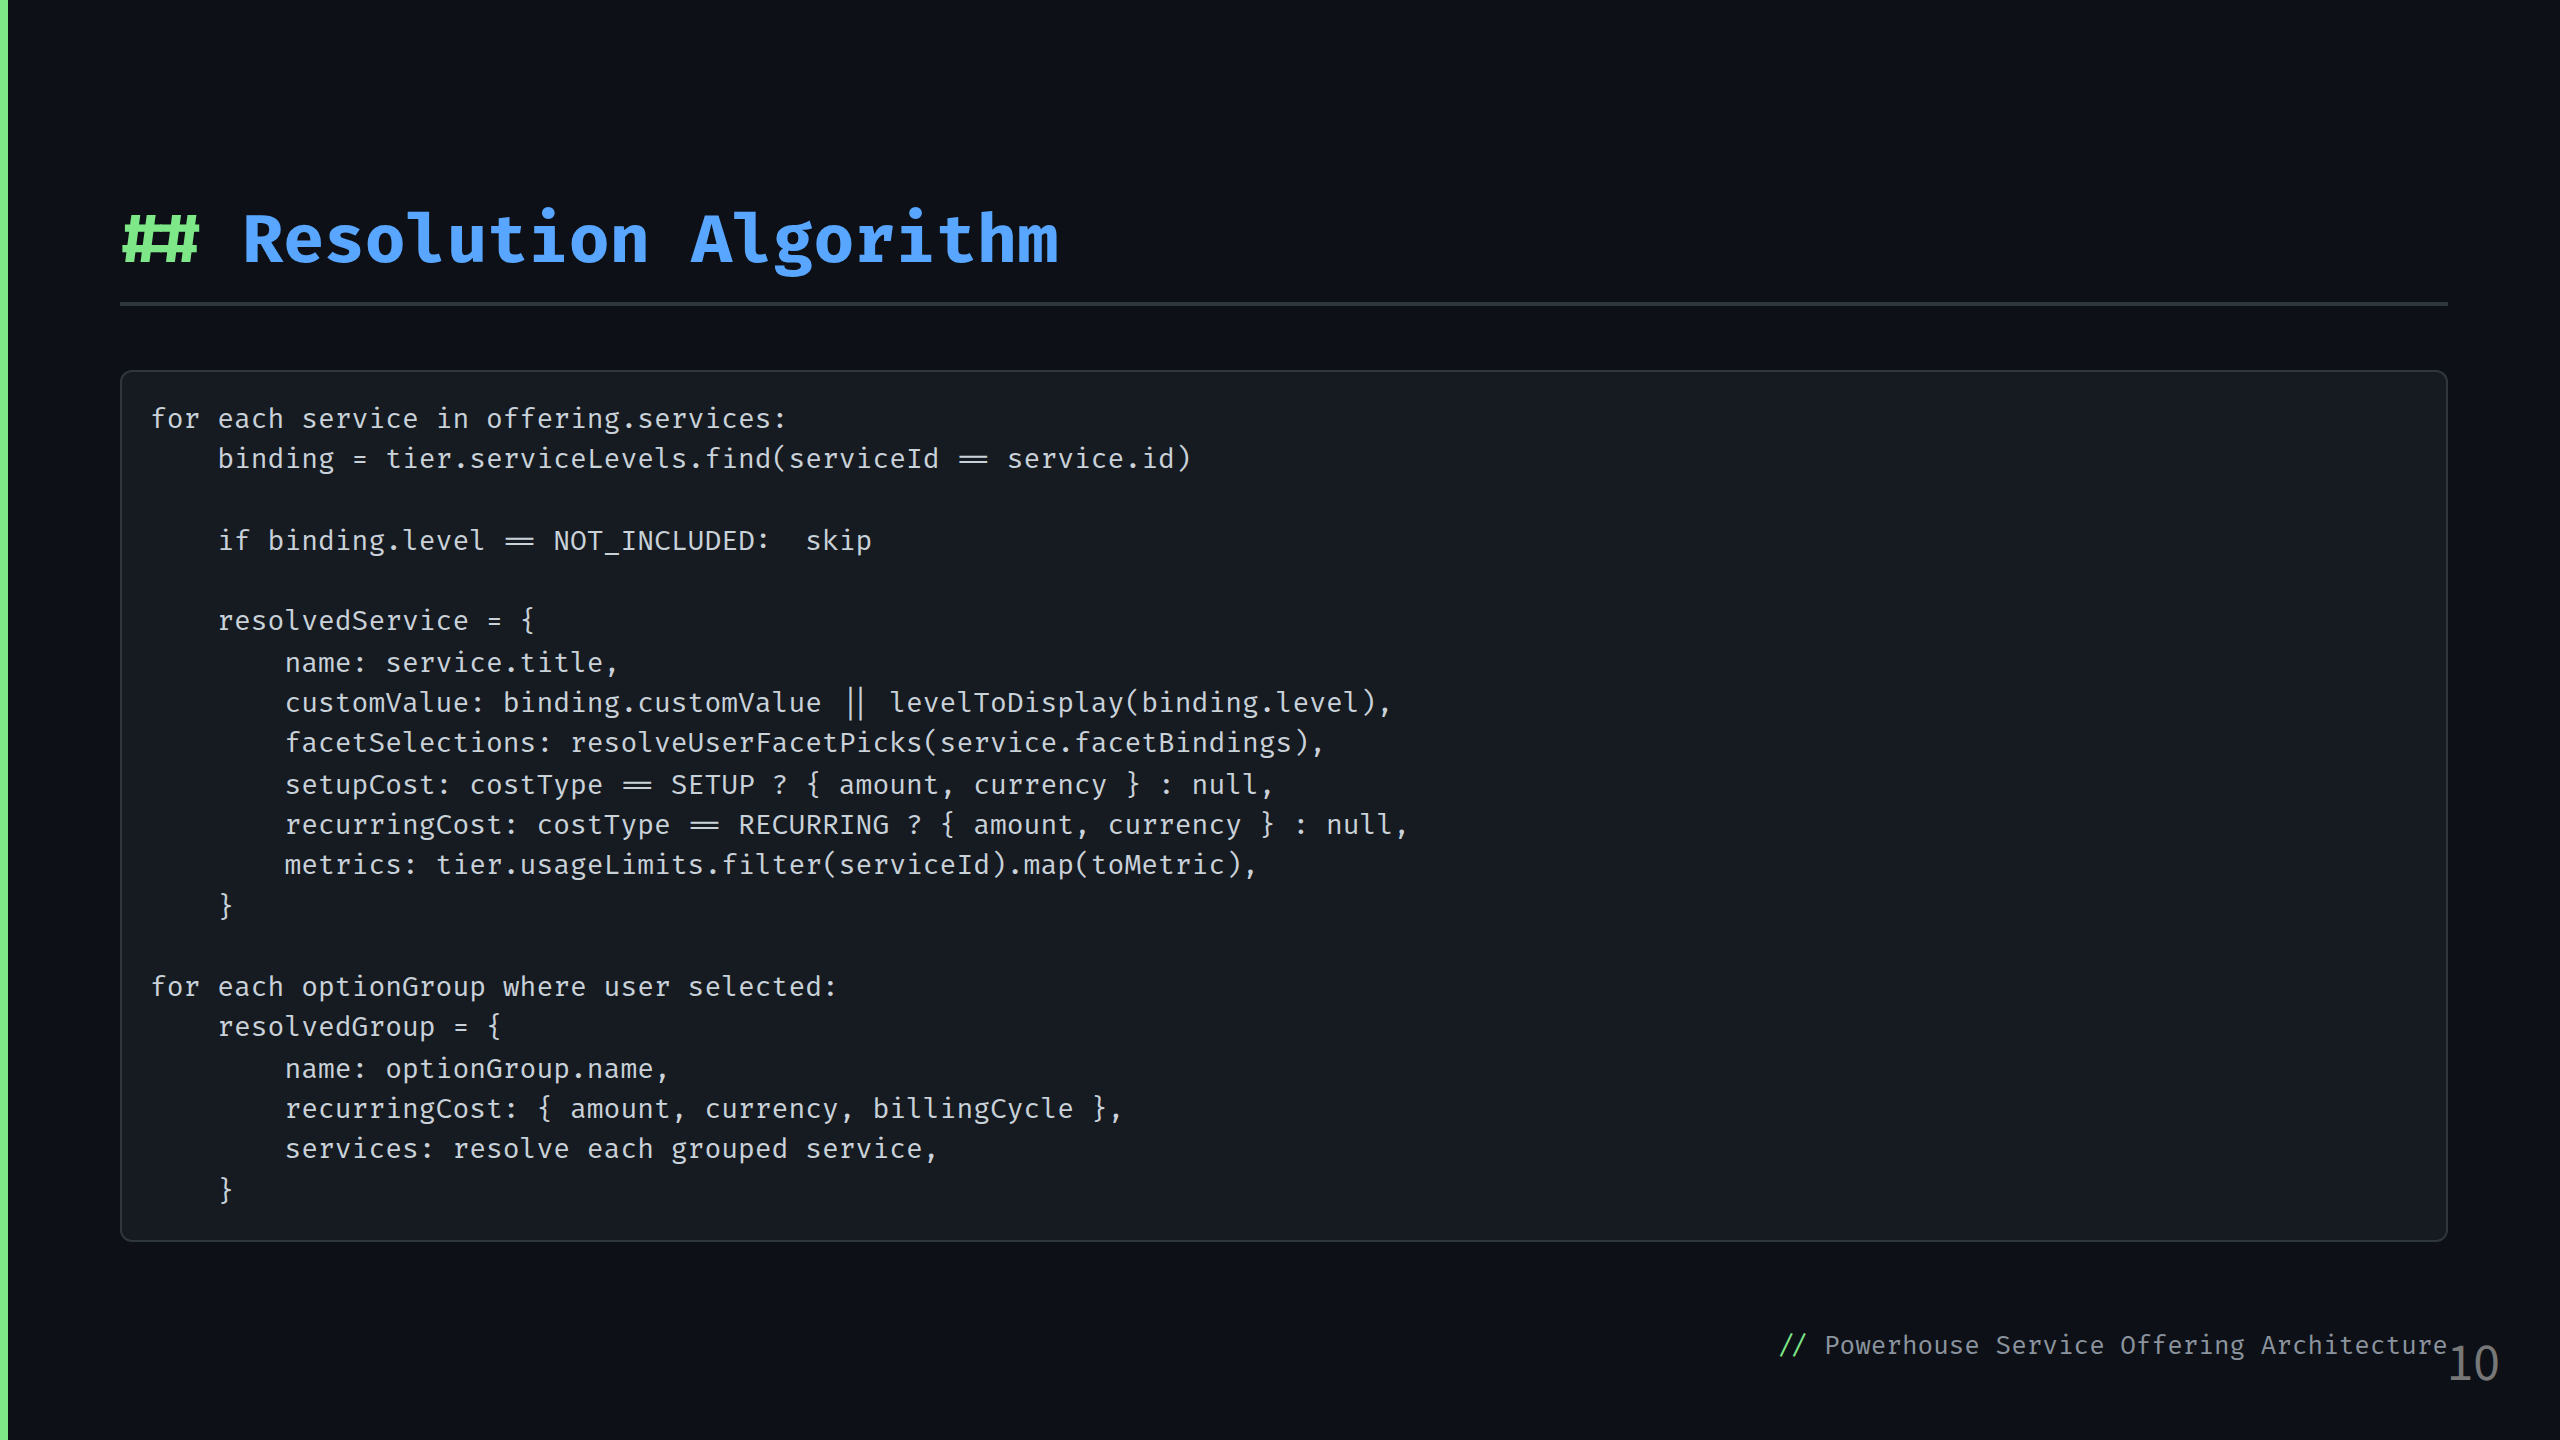 ## Resolution Algorithm
for each service in offering.services:
    binding = tier.serviceLevels.find(serviceId == service.id)
    if binding.level == NOT_INCLUDED:  skip
    resolvedService = {
        name: service.title,
        customValue: binding.customValue || levelToDisplay(binding.level),
        facetSelections: resolveUserFacetPicks(service.facetBindings),
        setupCost: costType == SETUP ? { amount, currency } : null,
        recurringCost: costType == RECURRING ? { amount, currency } : null,
        metrics: tier.usageLimits.filter(serviceId).map(toMetric),
    }
for each optionGroup where user selected:
    resolvedGroup = {
        name: optionGroup.name,
        recurringCost: { amount, currency, billingCycle },
        services: resolve each grouped service,
    }
// Powerhouse Service Offering Architecture
10